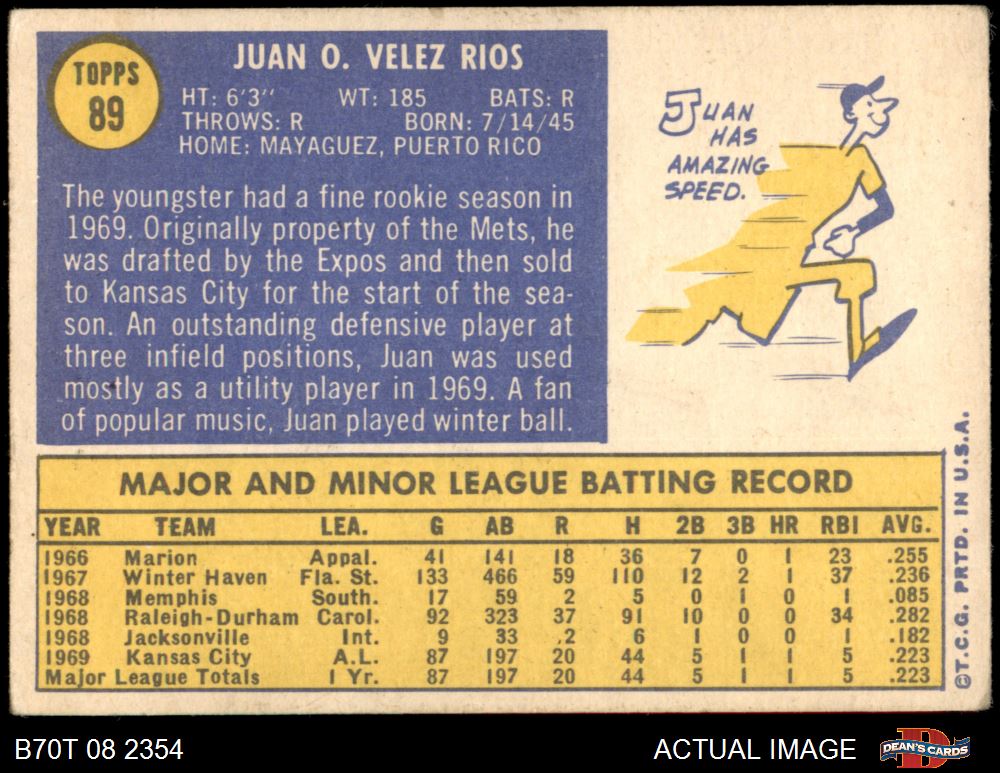 TOPPS
89
JUAN O. VELEZ RIOS
HT: 6'3" WT: 185 BATS: R
THROWS: R BORN: 7/14/45
HOME: MAYAGUEZ, PUERTO RICO
The youngster had a fine rookie season in
1969. Originally property of the Mets, he
was drafted by the Expos and then sold
to Kansas City for the start of the sea-
son. An outstanding defensive player at
three infield positions, Juan was used
mostly as a utility player in 1969. A fan
of popular music, Juan played winter ball.
JUAN
HAS
AMAZING
SPEED.
MAJOR AND MINOR LEAGUE BATTING RECORD
YEAR TEAM LEA. G AB R H 2B 3B HR RBI AVG.
1966 Marion Appal. 41 141 18 36 7 0 1 23 .255
1967 Winter Haven Fla. St. 133 466 59 110 12 2 1 37 .236
1968 Memphis South. 17 59 2 5 0 1 0 1 .085
1968 Raleigh-Durham Carol. 92 323 37 91 10 0 0 34 .282
1968 Jacksonville Int. 9 33 2 6 1 0 0 1 .182
1969 Kansas City A.L. 87 197 20 44 5 1 1 5 .223
Major League Totals 1 Yr. 87 197 20 44 5 1 1 5 .223
©T.C.G. PRTD. IN U.S.A.
B70T 08 2354
ACTUAL IMAGE
DEAN'S CARDS